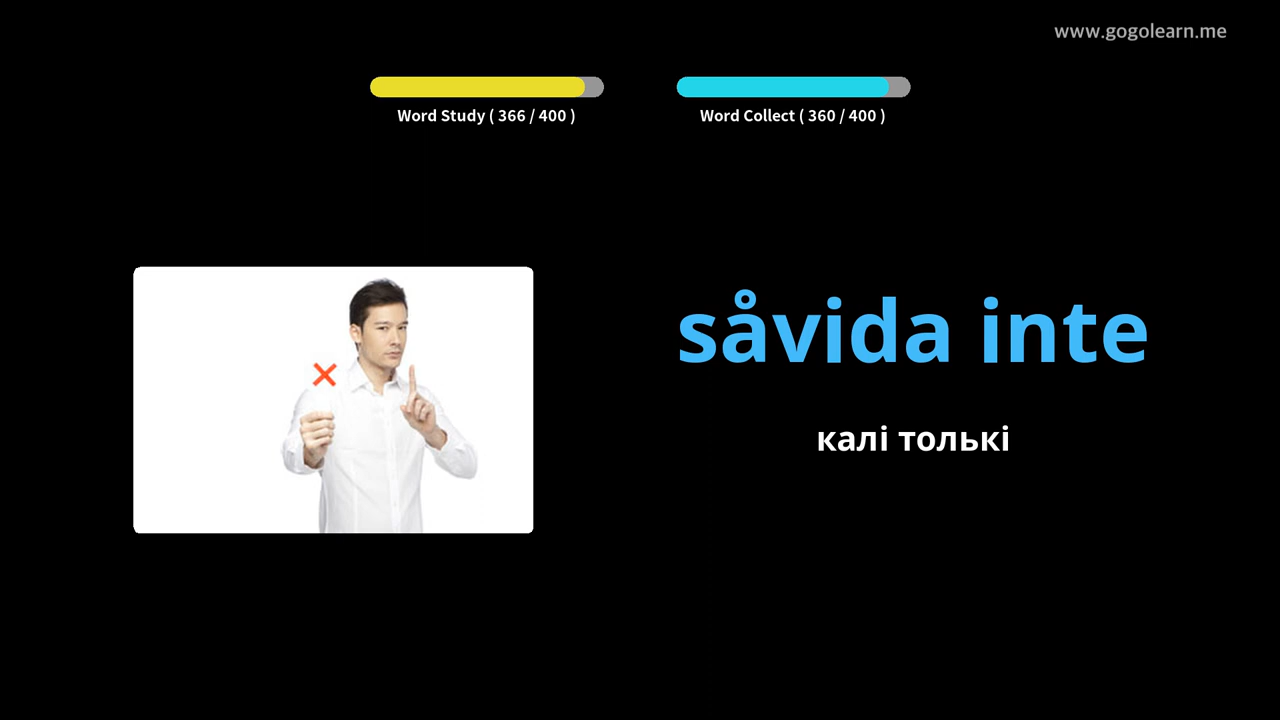 www.gogolearn.me
Word Study ( 366 / 400 )
Word Collect ( 360 / 400 )
såvida inte
калі толькі